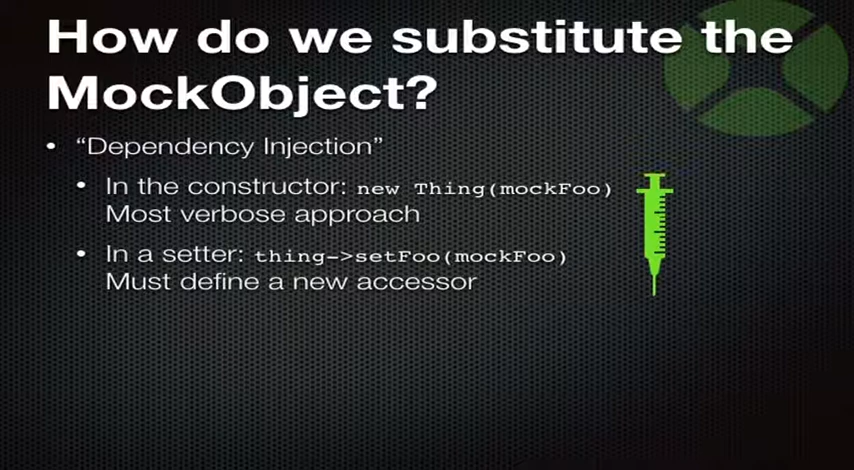 How do we substitute the
MockObject?
• “Dependency Injection”
• In the constructor: new Thing(mockFoo)
Most verbose approach
• In a setter: thing->setFoo(mockFoo)
Must define a new accessor